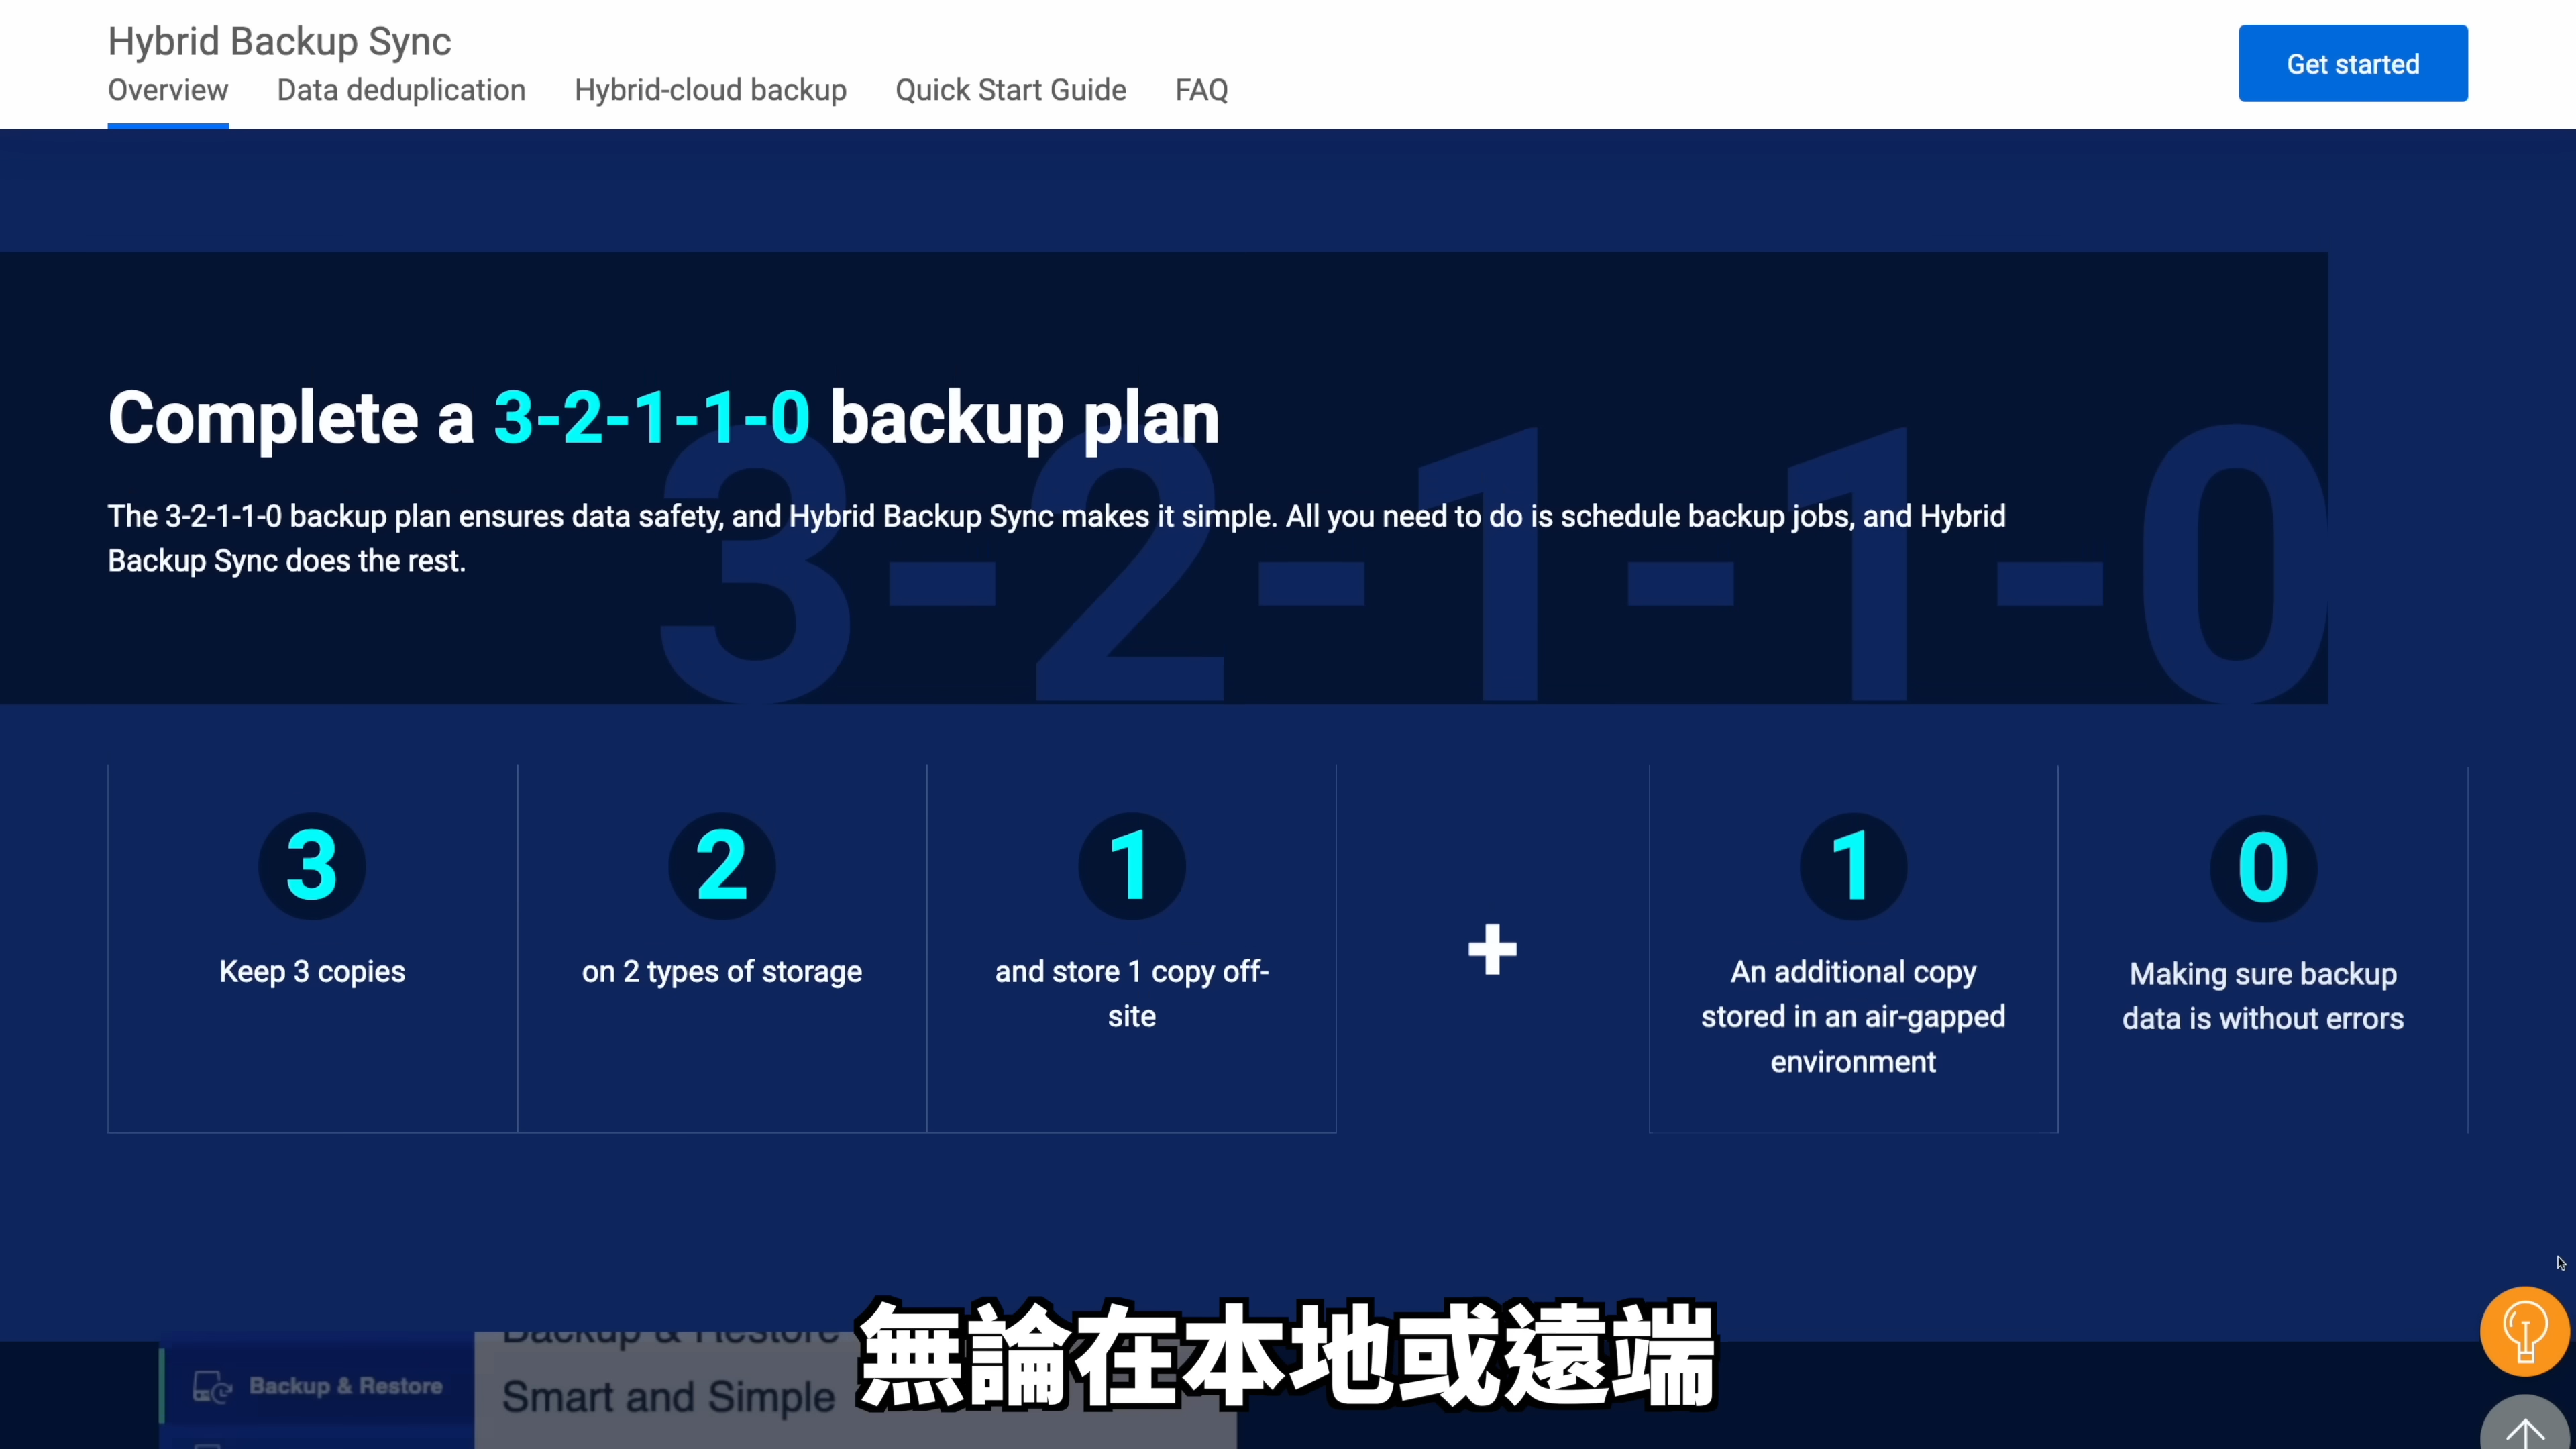 Hybrid Backup Sync
Overview
Data deduplication
Hybrid-cloud backup
Quick Start Guide
FAQ
Get started
Complete a 3-2-1-1-0 backup plan
3-2-1-1-0
The 3-2-1-1-0 backup plan ensures data safety, and Hybrid Backup Sync makes it simple. All you need to do is schedule backup jobs, and Hybrid
Backup Sync does the rest.
3
Keep 3 copies
2
on 2 types of storage
1
and store 1 copy off-
site
+
1
An additional copy
stored in an air-gapped
environment
0
Making sure backup
data is without errors
Backup & Restore
Backup & Restore
Smart and Simple
無論在本地或遠端